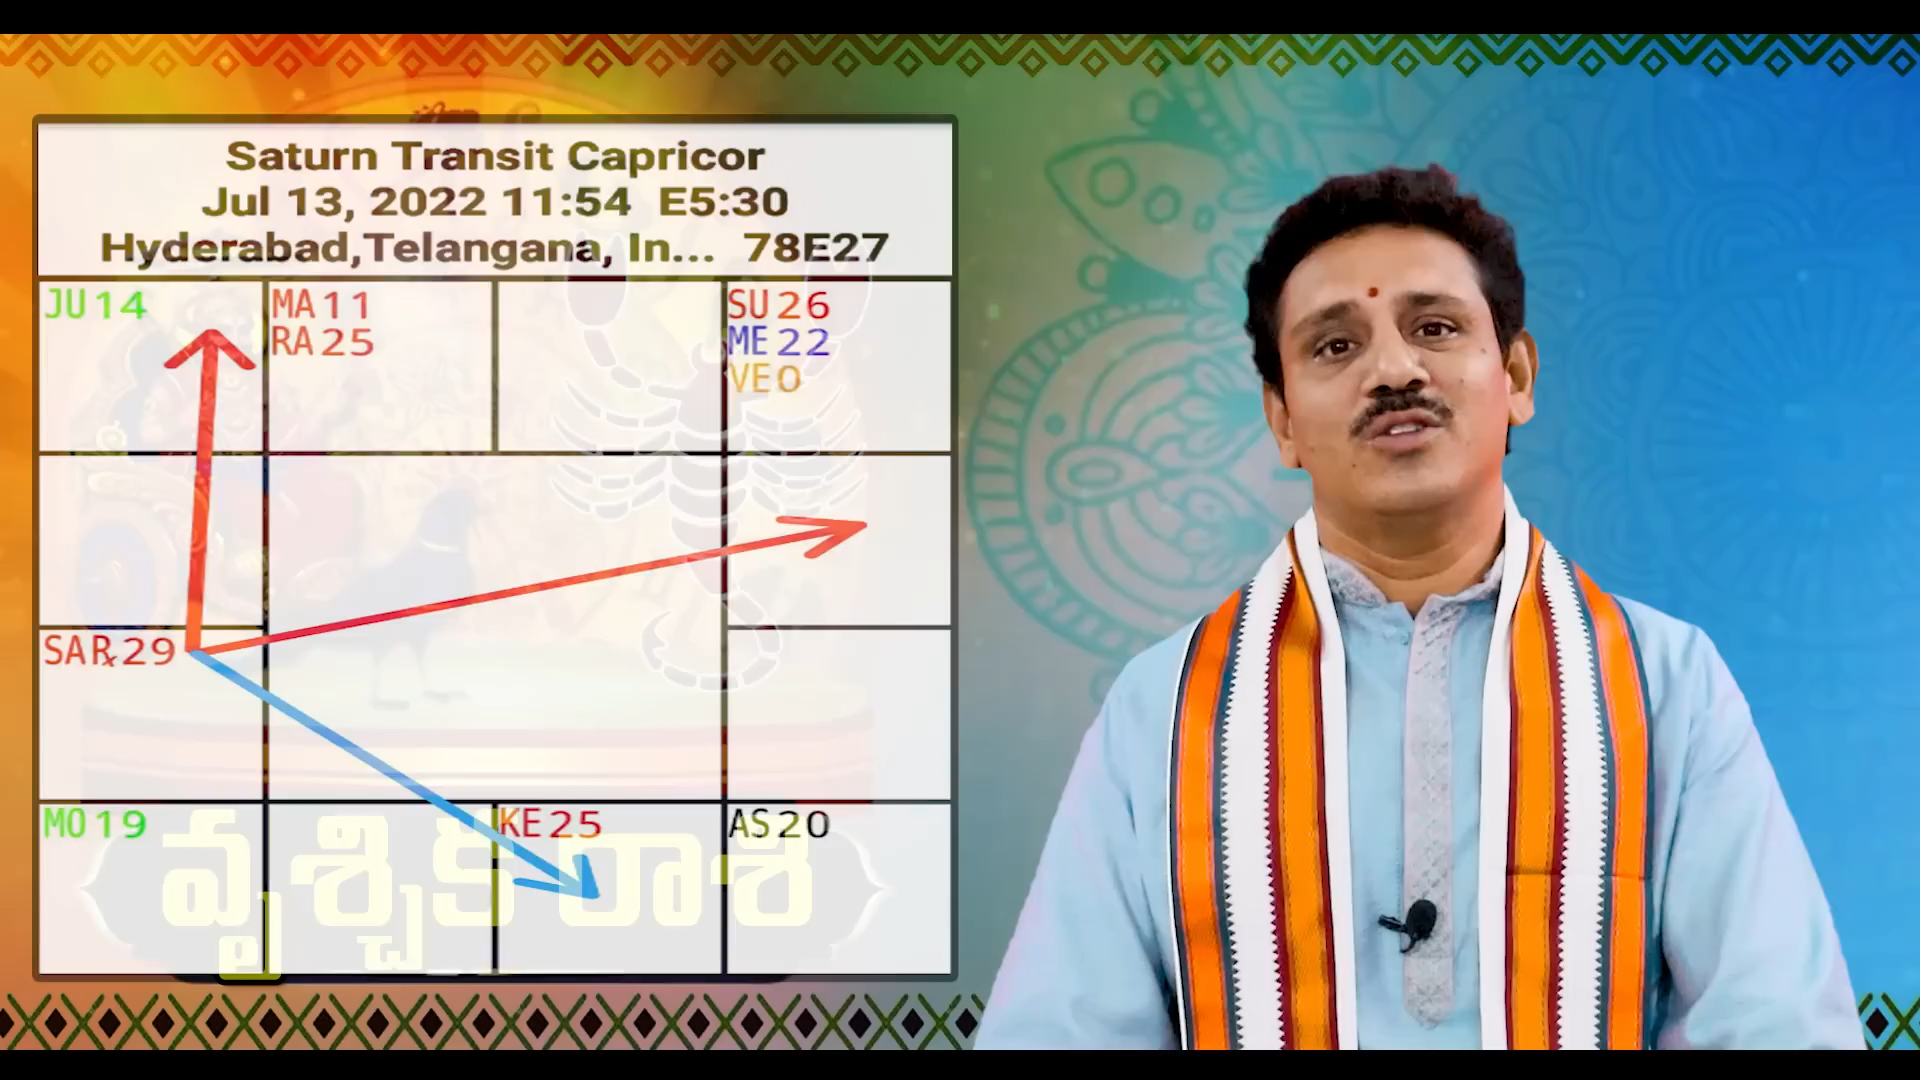 Saturn Transit Capricor
Jul 13, 2022 11:54 E5:30
Hyderabad,Telangana, In... 78E27
JU14
MA11
RA25
SU26
ME22
VE0
SAR29
MO19
KE25
AS20
వృశ్చికరాశి